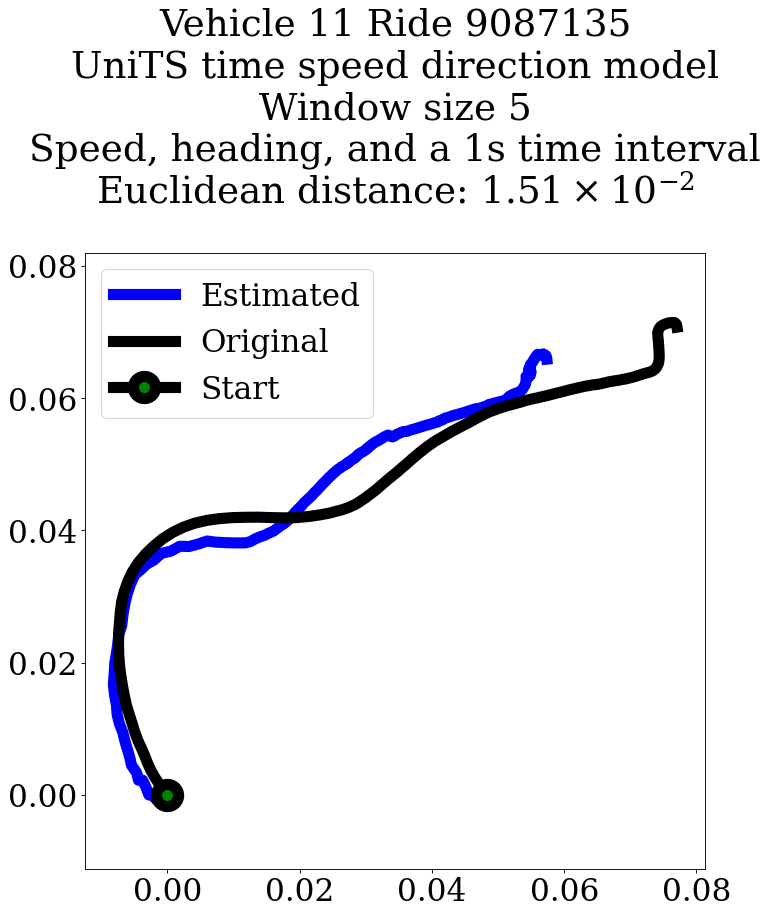 Vehicle 11 Ride 9087135
UniTS time speed direction model
Window size 5
Speed, heading, and a 1s time interval
Euclidean distance: 1.51 × 10⁻²
Estimated
Original
Start
0.08
0.06
0.04
0.02
0.00
0.00 0.02 0.04 0.06 0.08